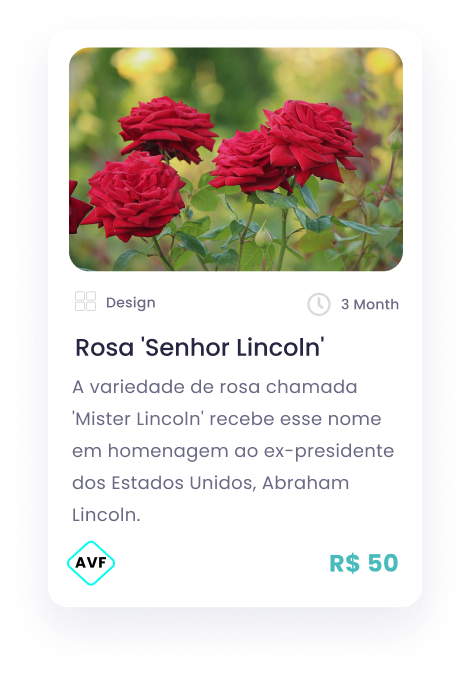 Design
3 Month
Rosa 'Senhor Lincoln'
A variedade de rosa chamada
'Mister Lincoln' recebe esse nome
em homenagem ao ex-presidente
dos Estados Unidos, Abraham
Lincoln.
AVF
R$ 50